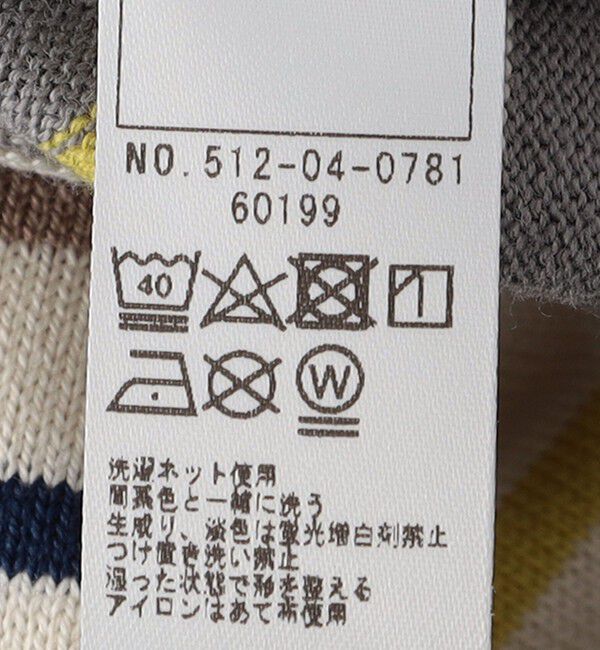 NO.512-04-0781
60199
40
W
洗濯ネット使用
同系色と一緒に洗う
生成り、淡色は蛍光増白剤禁止
つけ置き洗い禁止
湿った状態で形を整える
アイロンはあて布使用